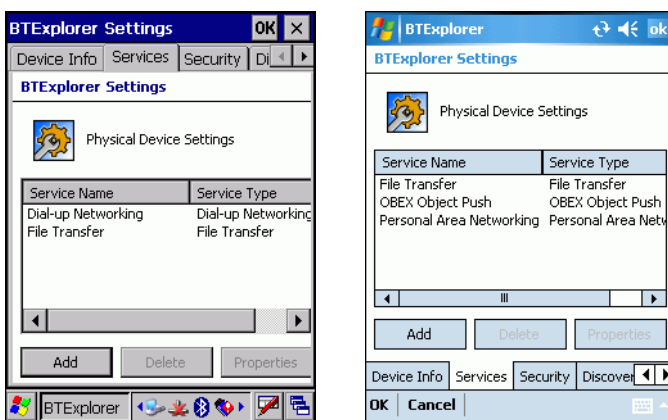 BTExplorer Settings OK
Device Info Services Security Di
BTExplorer Settings
Physical Device Settings
Service Name Service Type
Dial-up Networking Dial-up Networking
File Transfer File Transfer
Add Delete Properties
BTExplorer
BTExplorer ok
BTExplorer Settings
Physical Device Settings
Service Name Service Type
File Transfer File Transfer
OBEX Object Push OBEX Object Push
Personal Area Networking Personal Area Netw
Add Delete Properties
Device Info Services Security Discover
OK Cancel